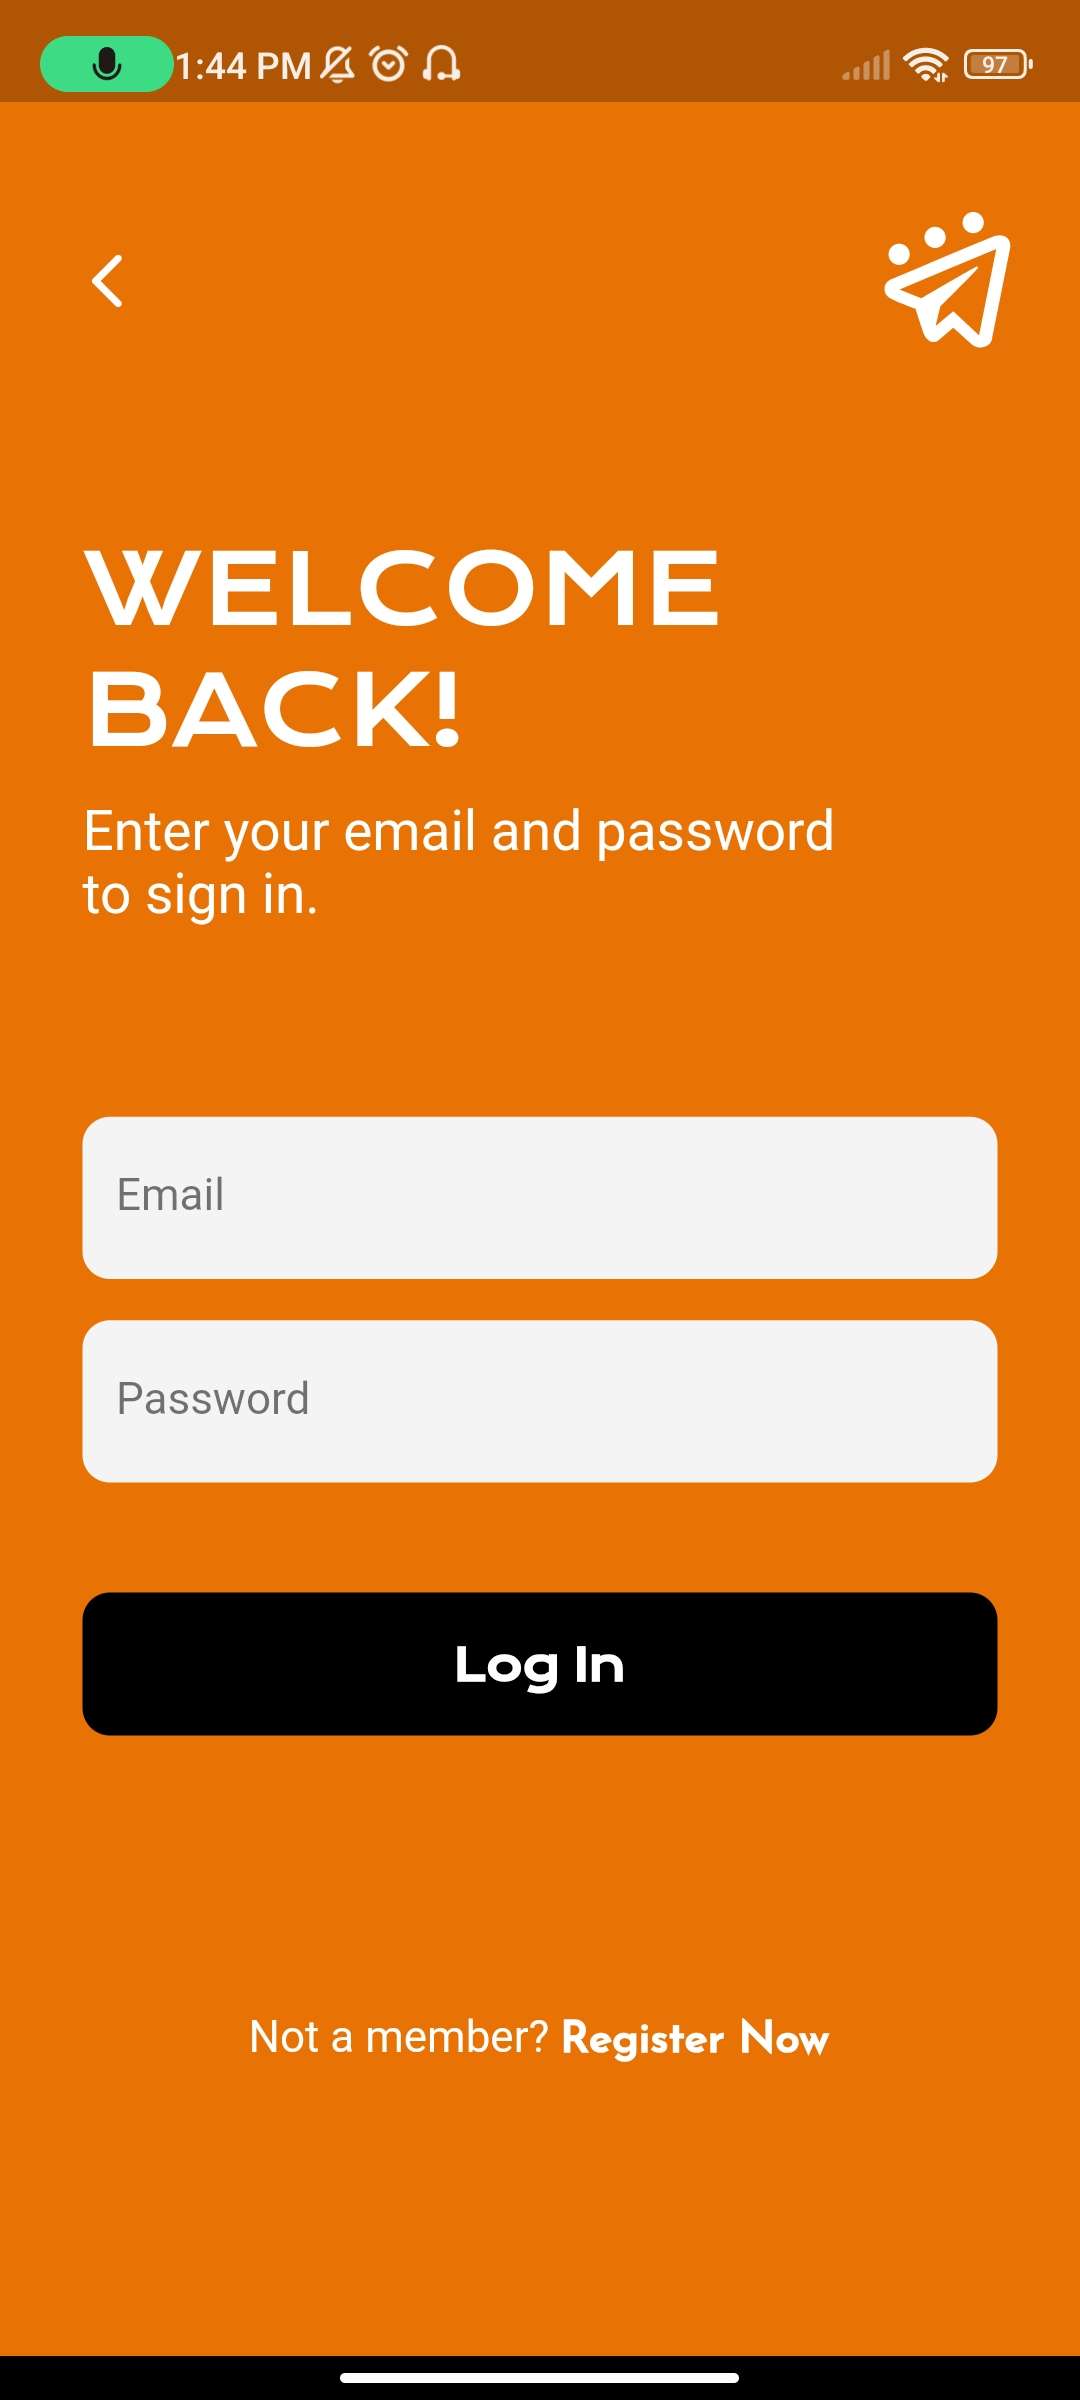 1:44 PM
97
WELCOME
BACK!
Enter your email and password
to sign in.
Email
Password
Log In
Not a member? Register Now